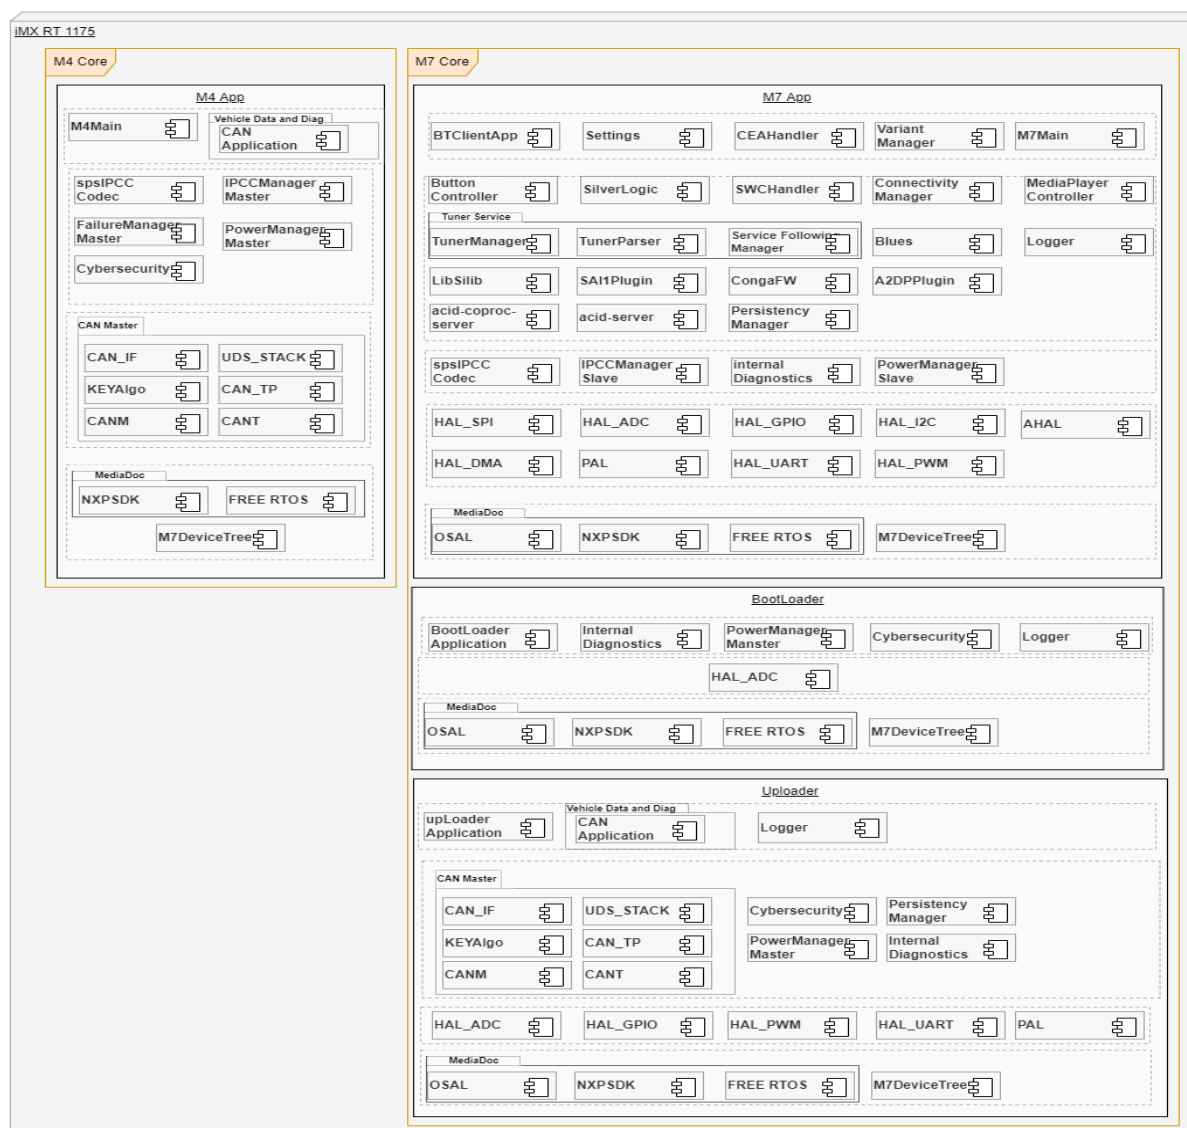 iMX RT 1175
M4 Core
M4 App
M4Main
Vehicle Data and Diag
CAN
Application
spsIPCC
Codec
IPCCManager
Master
FailureManager
Master
PowerManager
Master
Cybersecurity
CAN Master
CAN_IF
UDS_STACK
KEYAlgo
CAN_TP
CANM
CANT
MediaDoc
NXPSDK
FREE RTOS
M7DeviceTree
M7 Core
M7 App
BTClientApp
Settings
CEAHandler
Variant
Manager
M7Main
Button
Controller
SilverLogic
SWCHandler
Connectivity
Manager
MediaPlayer
Controller
Tuner Service
TunerManager
TunerParser
Service Following
Manager
Blues
Logger
LibSilib
SAI1Plugin
CongaFW
A2DPPlugin
acid-coproc-
server
acid-server
Persistency
Manager
spsIPCC
Codec
IPCCManager
Slave
internal
Diagnostics
PowerManager
Slave
HAL_SPI
HAL_ADC
HAL_GPIO
HAL_I2C
AHAL
HAL_DMA
PAL
HAL_UART
HAL_PWM
MediaDoc
OSAL
NXPSDK
FREE RTOS
M7DeviceTree
BootLoader
BootLoader
Application
Internal
Diagnostics
PowerManager
Manster
Cybersecurity
Logger
HAL_ADC
MediaDoc
OSAL
NXPSDK
FREE RTOS
M7DeviceTree
Uploader
upLoader
Application
Vehicle Data and Diag
CAN
Application
Logger
CAN Master
CAN_IF
UDS_STACK
KEYAlgo
CAN_TP
CANM
CANT
Cybersecurity
Persistency
Manager
PowerManager
Master
Internal
Diagnostics
HAL_ADC
HAL_GPIO
HAL_PWM
HAL_UART
PAL
MediaDoc
OSAL
NXPSDK
FREE RTOS
M7DeviceTree